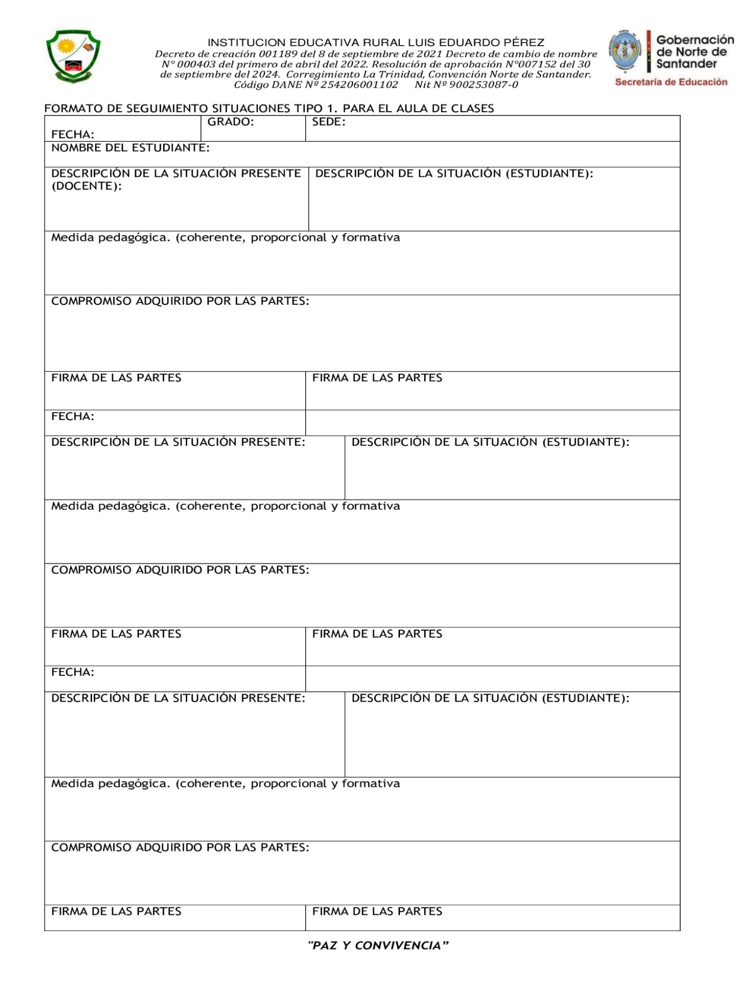 INSTITUCION EDUCATIVA RURAL LUIS EDUARDO PÉREZ
Decreto de creación 001189 del 8 de septiembre de 2021 Decreto de cambio de nombre
N° 000403 del primero de abril del 2022. Resolución de aprobación N°007152 del 30
de septiembre del 2024. Corregimiento La Trinidad, Convención Norte de Santander.
Código DANE Nº 254206001102 Nit Nº 900253087-0
Gobernación
de Norte de
Santander
Secretaría de Educación
FORMATO DE SEGUIMIENTO SITUACIONES TIPO 1. PARA EL AULA DE CLASES
FECHA:
GRADO:
SEDE:
NOMBRE DEL ESTUDIANTE:
DESCRIPCIÓN DE LA SITUACIÓN PRESENTE
(DOCENTE):
DESCRIPCIÓN DE LA SITUACIÓN (ESTUDIANTE):
Medida pedagógica. (coherente, proporcional y formativa
COMPROMISO ADQUIRIDO POR LAS PARTES:
FIRMA DE LAS PARTES
FIRMA DE LAS PARTES
FECHA:
DESCRIPCIÓN DE LA SITUACIÓN PRESENTE:
DESCRIPCIÓN DE LA SITUACIÓN (ESTUDIANTE):
Medida pedagógica. (coherente, proporcional y formativa
COMPROMISO ADQUIRIDO POR LAS PARTES:
FIRMA DE LAS PARTES
FIRMA DE LAS PARTES
FECHA:
DESCRIPCIÓN DE LA SITUACIÓN PRESENTE:
DESCRIPCIÓN DE LA SITUACIÓN (ESTUDIANTE):
Medida pedagógica. (coherente, proporcional y formativa
COMPROMISO ADQUIRIDO POR LAS PARTES:
FIRMA DE LAS PARTES
FIRMA DE LAS PARTES
"PAZ Y CONVIVENCIA”